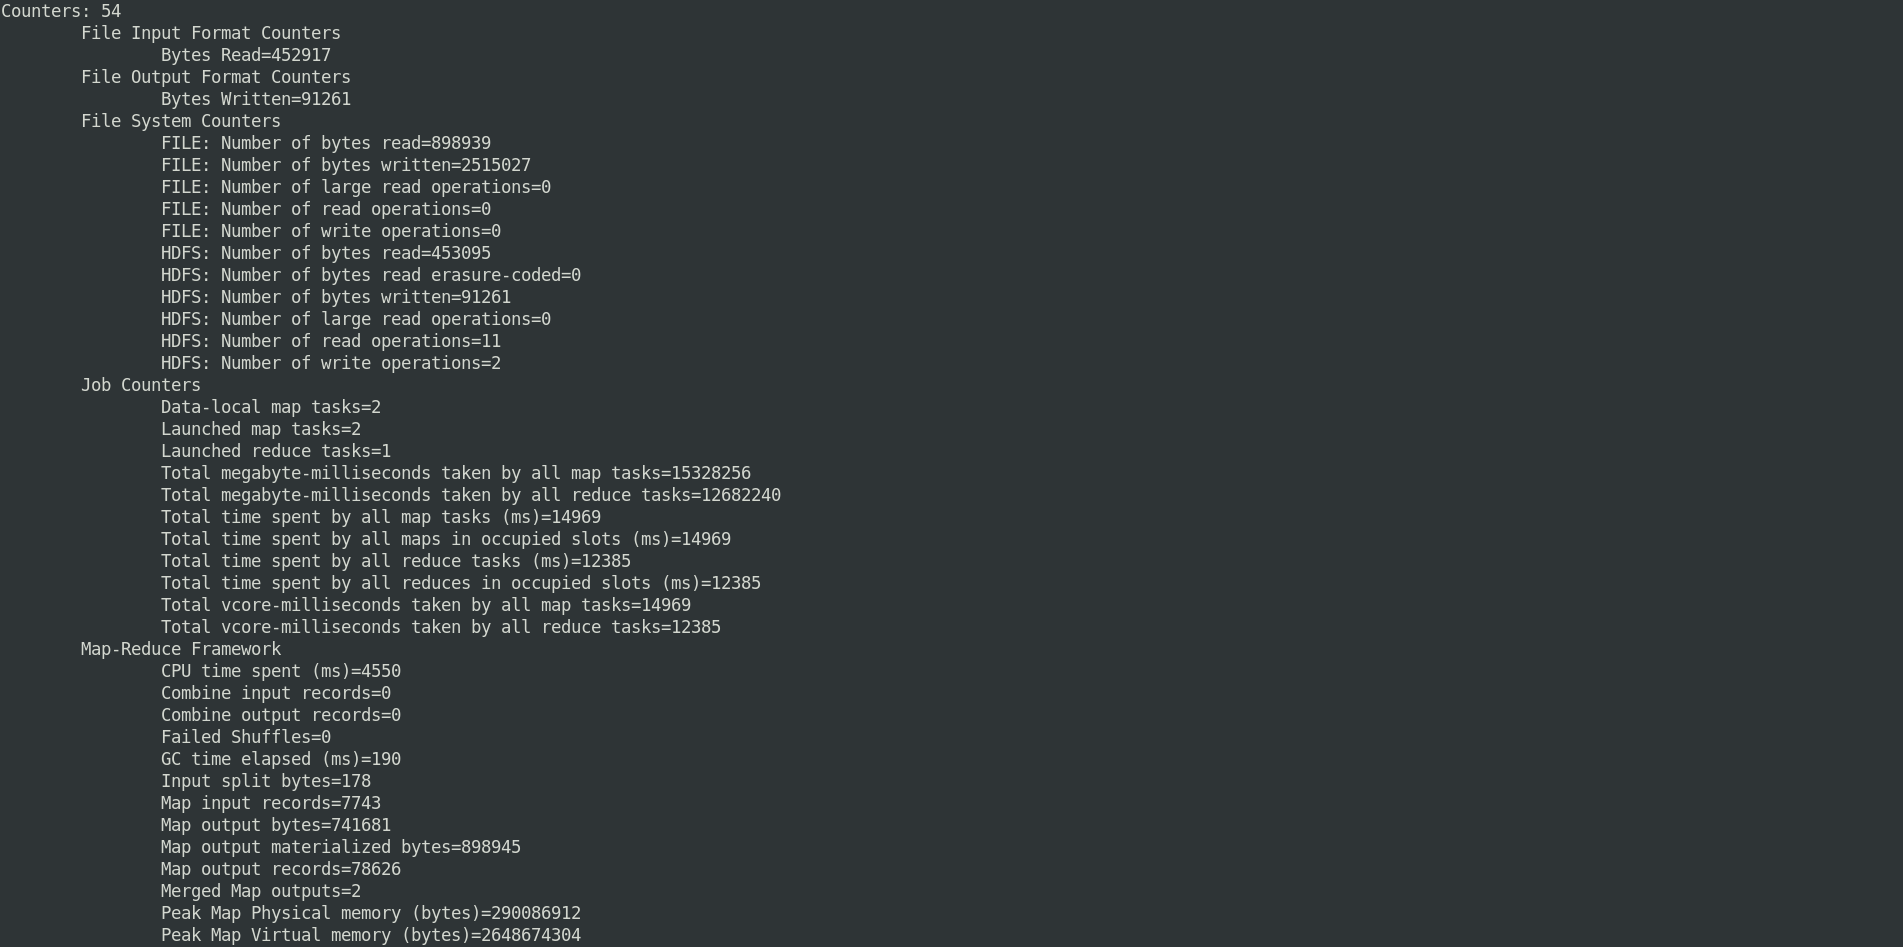 Counters: 54
File Input Format Counters
Bytes Read=452917
File Output Format Counters
Bytes Written=91261
File System Counters
FILE: Number of bytes read=898939
FILE: Number of bytes written=2515027
FILE: Number of large read operations=0
FILE: Number of read operations=0
FILE: Number of write operations=0
HDFS: Number of bytes read=453095
HDFS: Number of bytes read erasure-coded=0
HDFS: Number of bytes written=91261
HDFS: Number of large read operations=0
HDFS: Number of read operations=11
HDFS: Number of write operations=2
Job Counters
Data-local map tasks=2
Launched map tasks=2
Launched reduce tasks=1
Total megabyte-milliseconds taken by all map tasks=15328256
Total megabyte-milliseconds taken by all reduce tasks=12682240
Total time spent by all map tasks (ms)=14969
Total time spent by all maps in occupied slots (ms)=14969
Total time spent by all reduce tasks (ms)=12385
Total time spent by all reduces in occupied slots (ms)=12385
Total vcore-milliseconds taken by all map tasks=14969
Total vcore-milliseconds taken by all reduce tasks=12385
Map-Reduce Framework
CPU time spent (ms)=4550
Combine input records=0
Combine output records=0
Failed Shuffles=0
GC time elapsed (ms)=190
Input split bytes=178
Map input records=7743
Map output bytes=741681
Map output materialized bytes=898945
Map output records=78626
Merged Map outputs=2
Peak Map Physical memory (bytes)=290086912
Peak Map Virtual memory (bytes)=2648674304